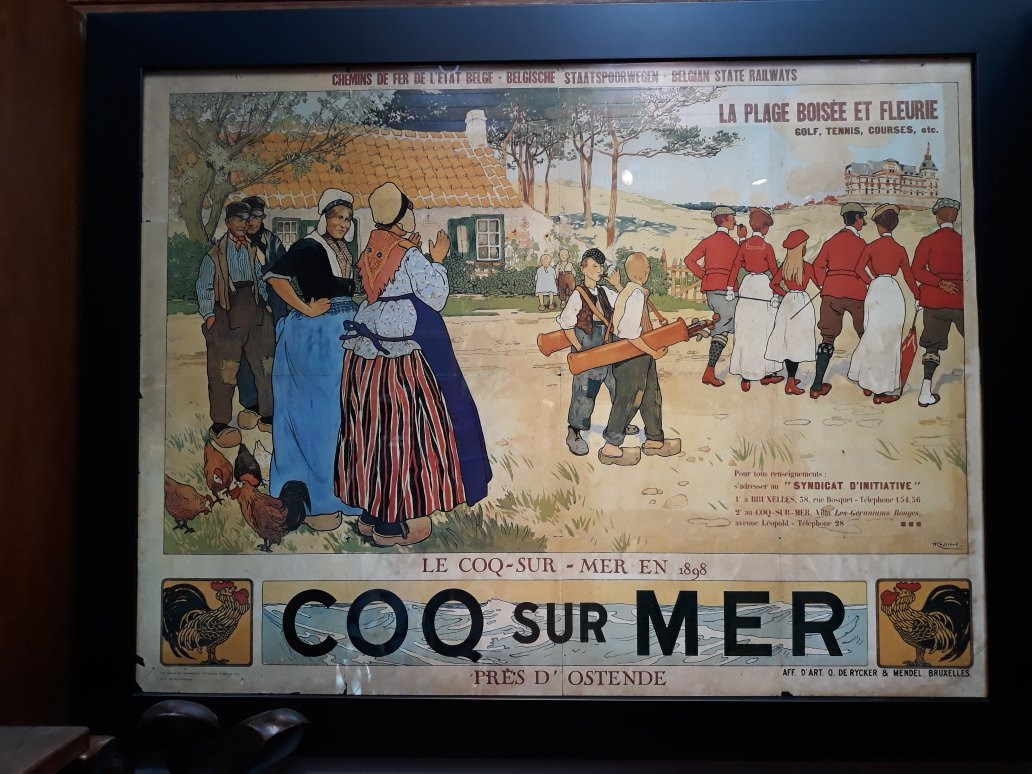 CHEMINS DE FER DE L'ÉTAT BELGE - BELGISCHE STAATSPOORWEGEN - BELGIAN STATE RAILWAYS
LA PLAGE BOISÉE ET FLEURIE
GOLF, TENNIS, COURSES, etc.
Pour tous renseignements :
s'adresser au "SYNDICAT D'INITIATIVE"
1° à BRUXELLES, 58, rue Bosquet - Téléphone 154,56
2° au COQ-SUR-MER, Villa Les Géraniums Rouges,
avenue Léopold - Téléphone 28
LE COQ-SUR-MER EN 1898
COQ SUR MER
PRÈS D'OSTENDE
AFF. D'ART. O. DE RYCKER & MENDEL, BRUXELLES.